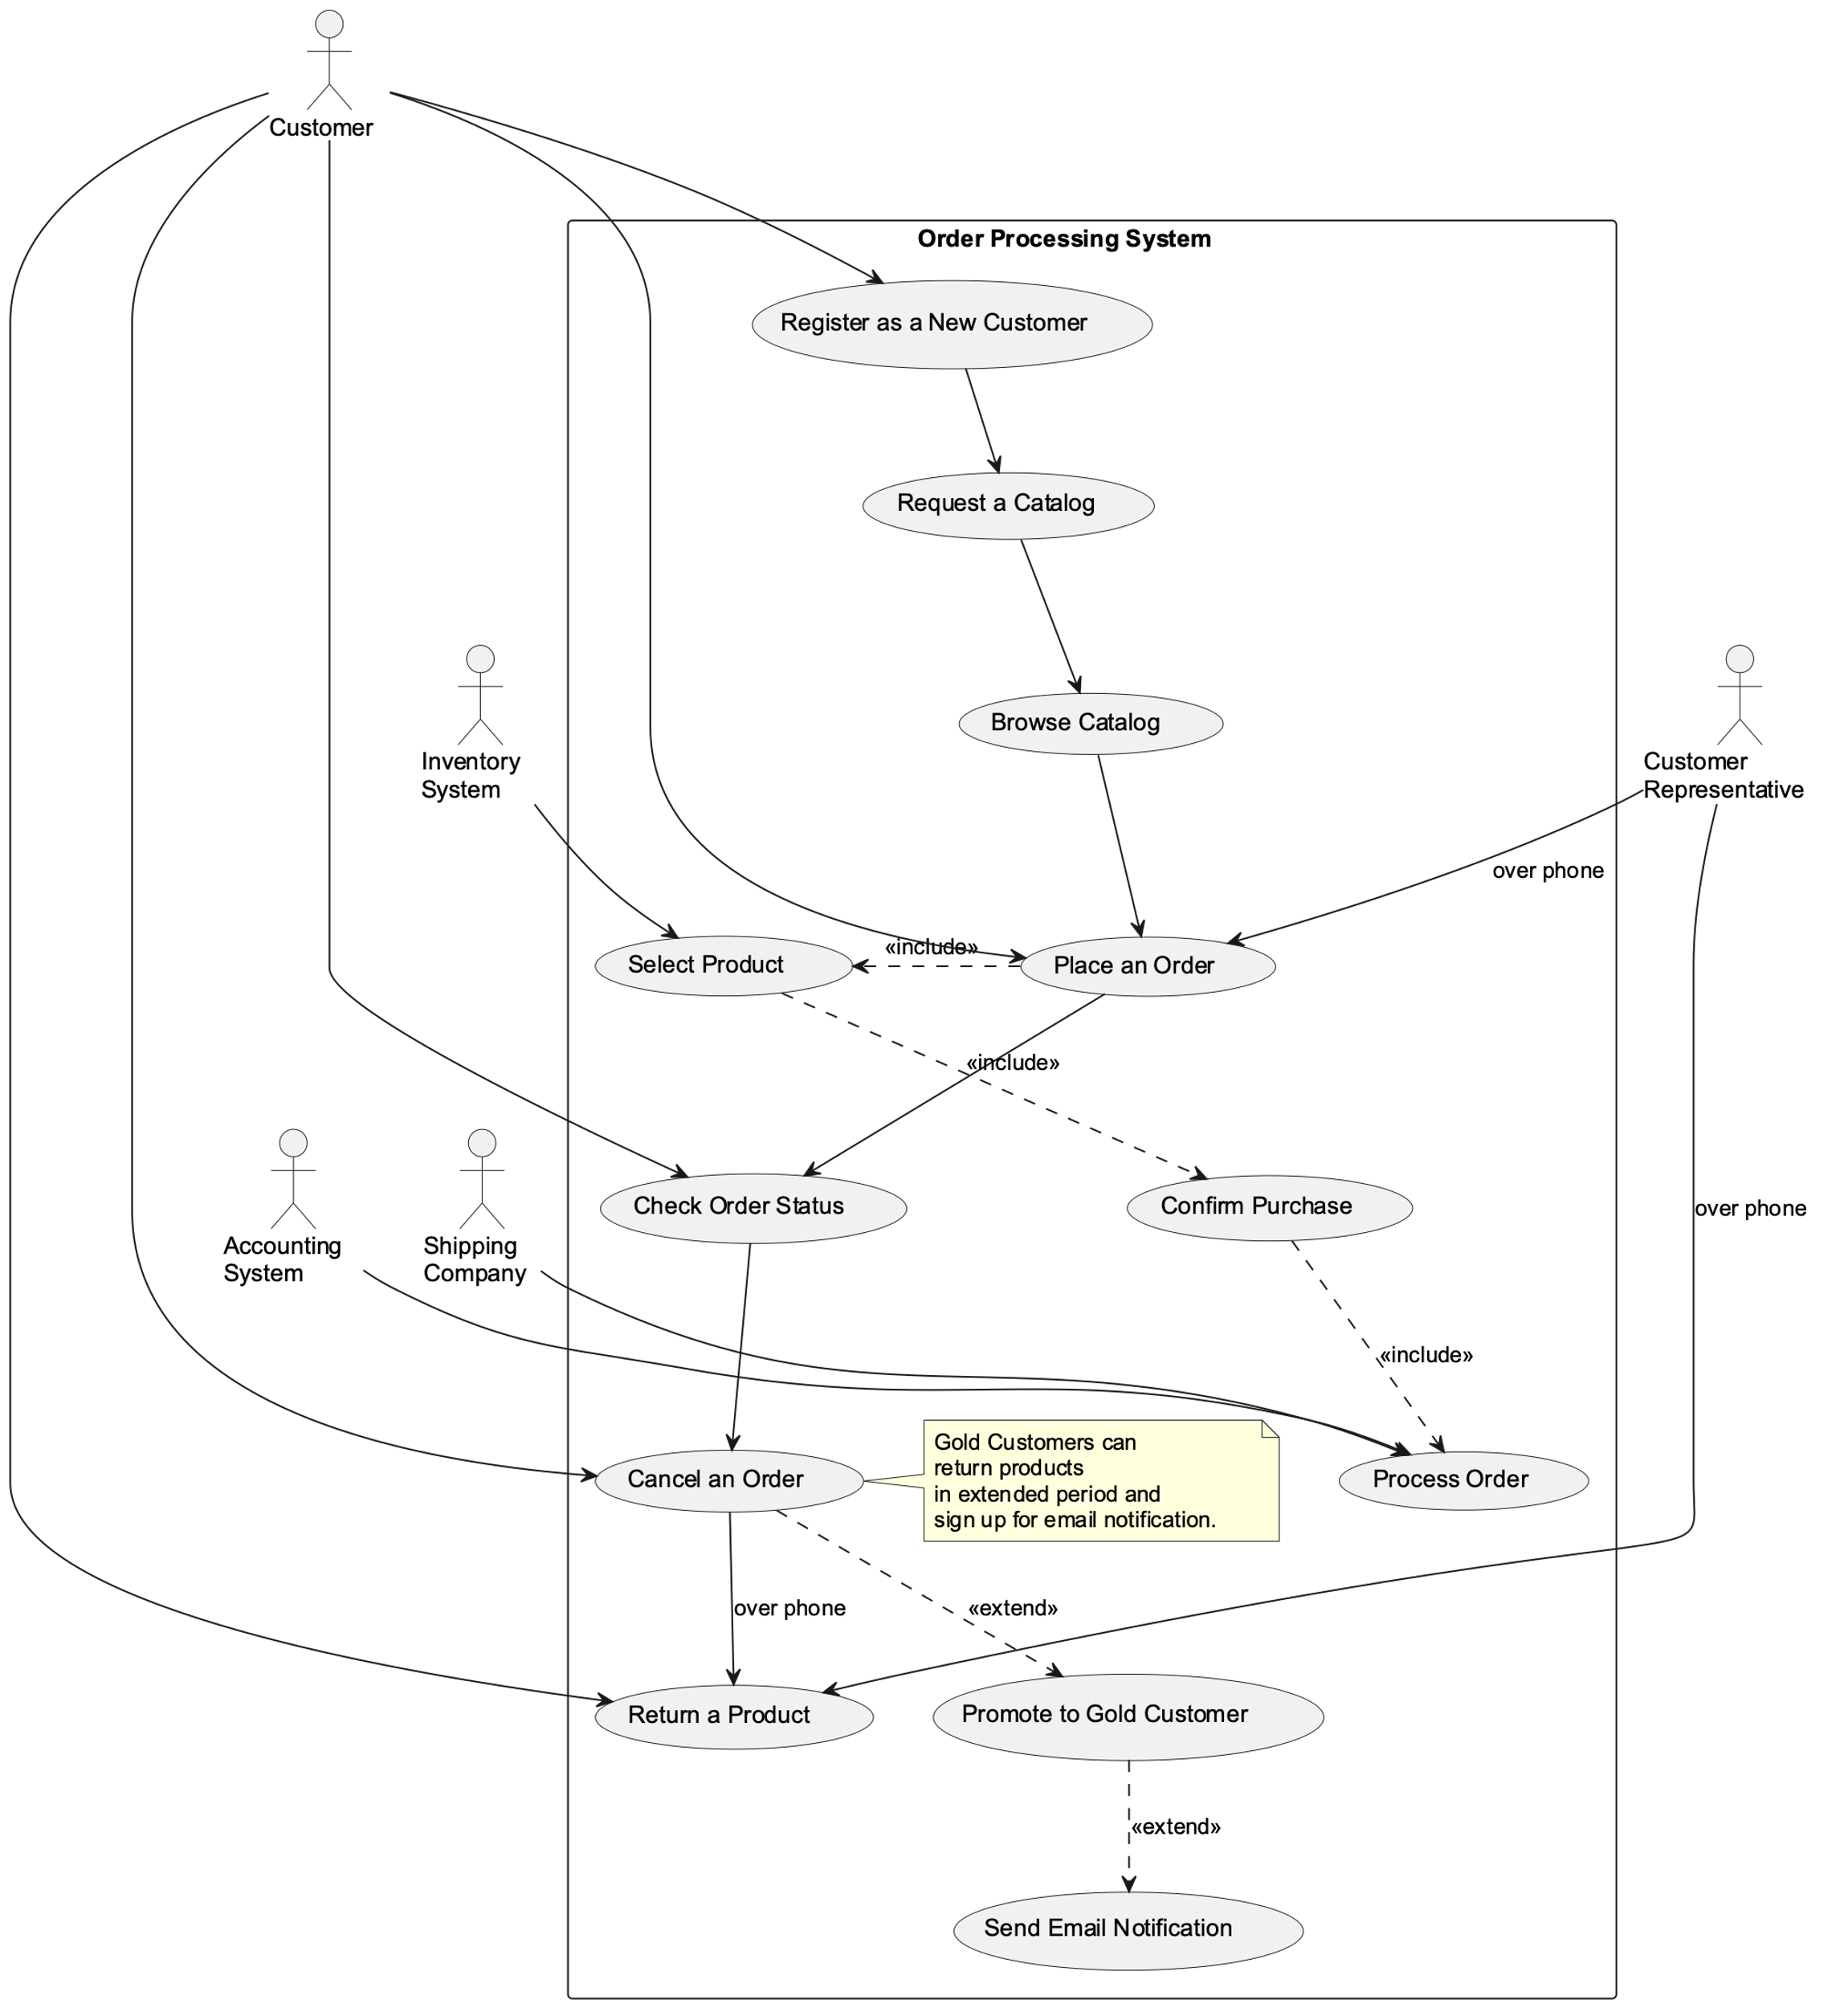 Customer
Order Processing System
Register as a New Customer
Request a Catalog
Browse Catalog
Inventory
System
Customer
Representative
over phone
«include»
Select Product
Place an Order
«include»
Accounting
System
Shipping
Company
Check Order Status
Confirm Purchase
over phone
«include»
Gold Customers can
return products
in extended period and
sign up for email notification.
Cancel an Order
Process Order
over phone
«extend»
Return a Product
Promote to Gold Customer
«extend»
Send Email Notification